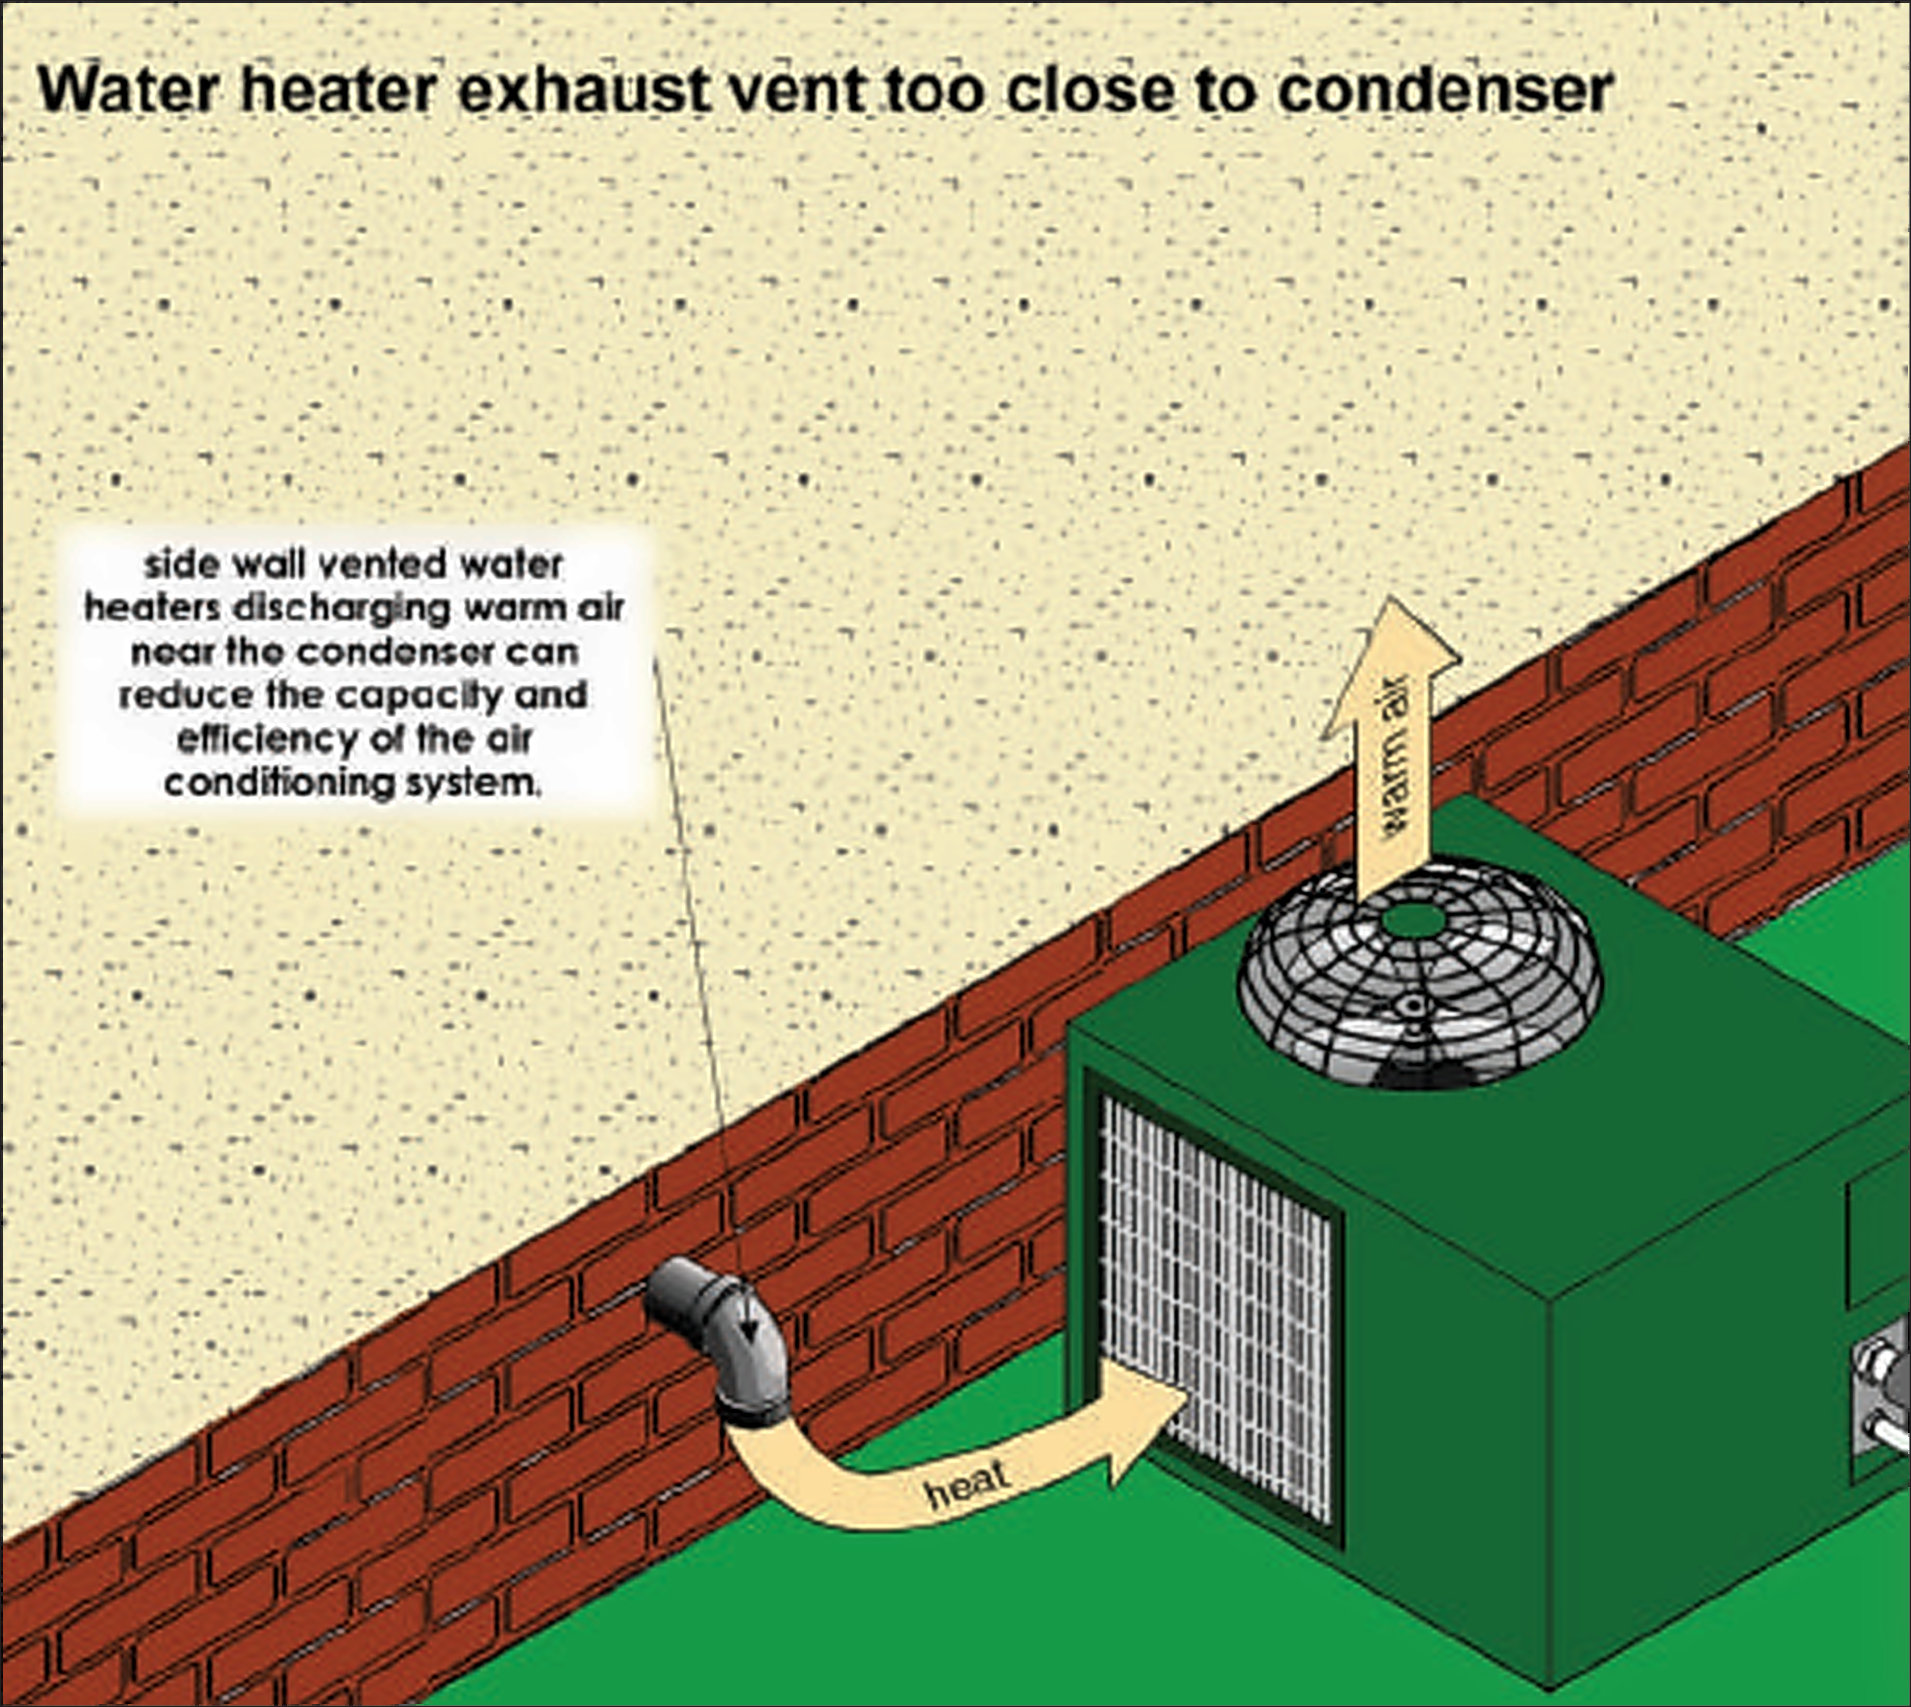 Water heater exhaust vent too close to condenser
side wall vented water
heaters discharging warm air
near the condenser can
reduce the capacity and
efficiency of the air
conditioning system.
warm air
heat